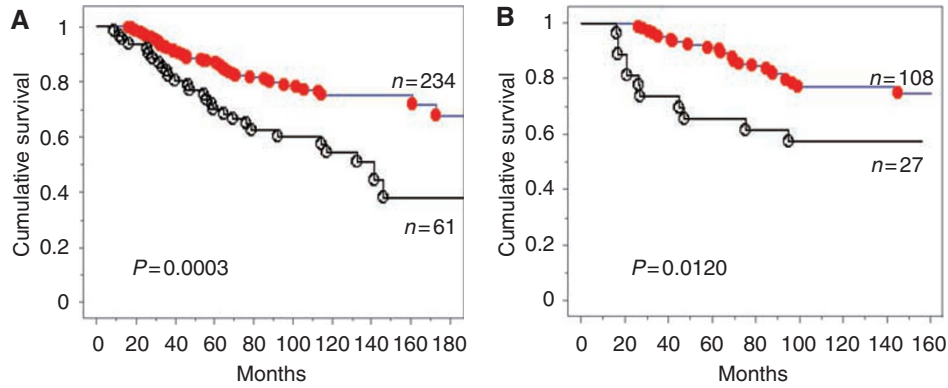 A
Cumulative survival
1
0.8
0.6
0.4
0.2
0
n=234
n=61
P=0.0003
0 20 40 60 80 100 120 140 160 180
Months
B
Cumulative survival
1
0.8
0.6
0.4
0.2
0
n=108
n=27
P=0.0120
0 20 40 60 80 100 120 140 160
Months